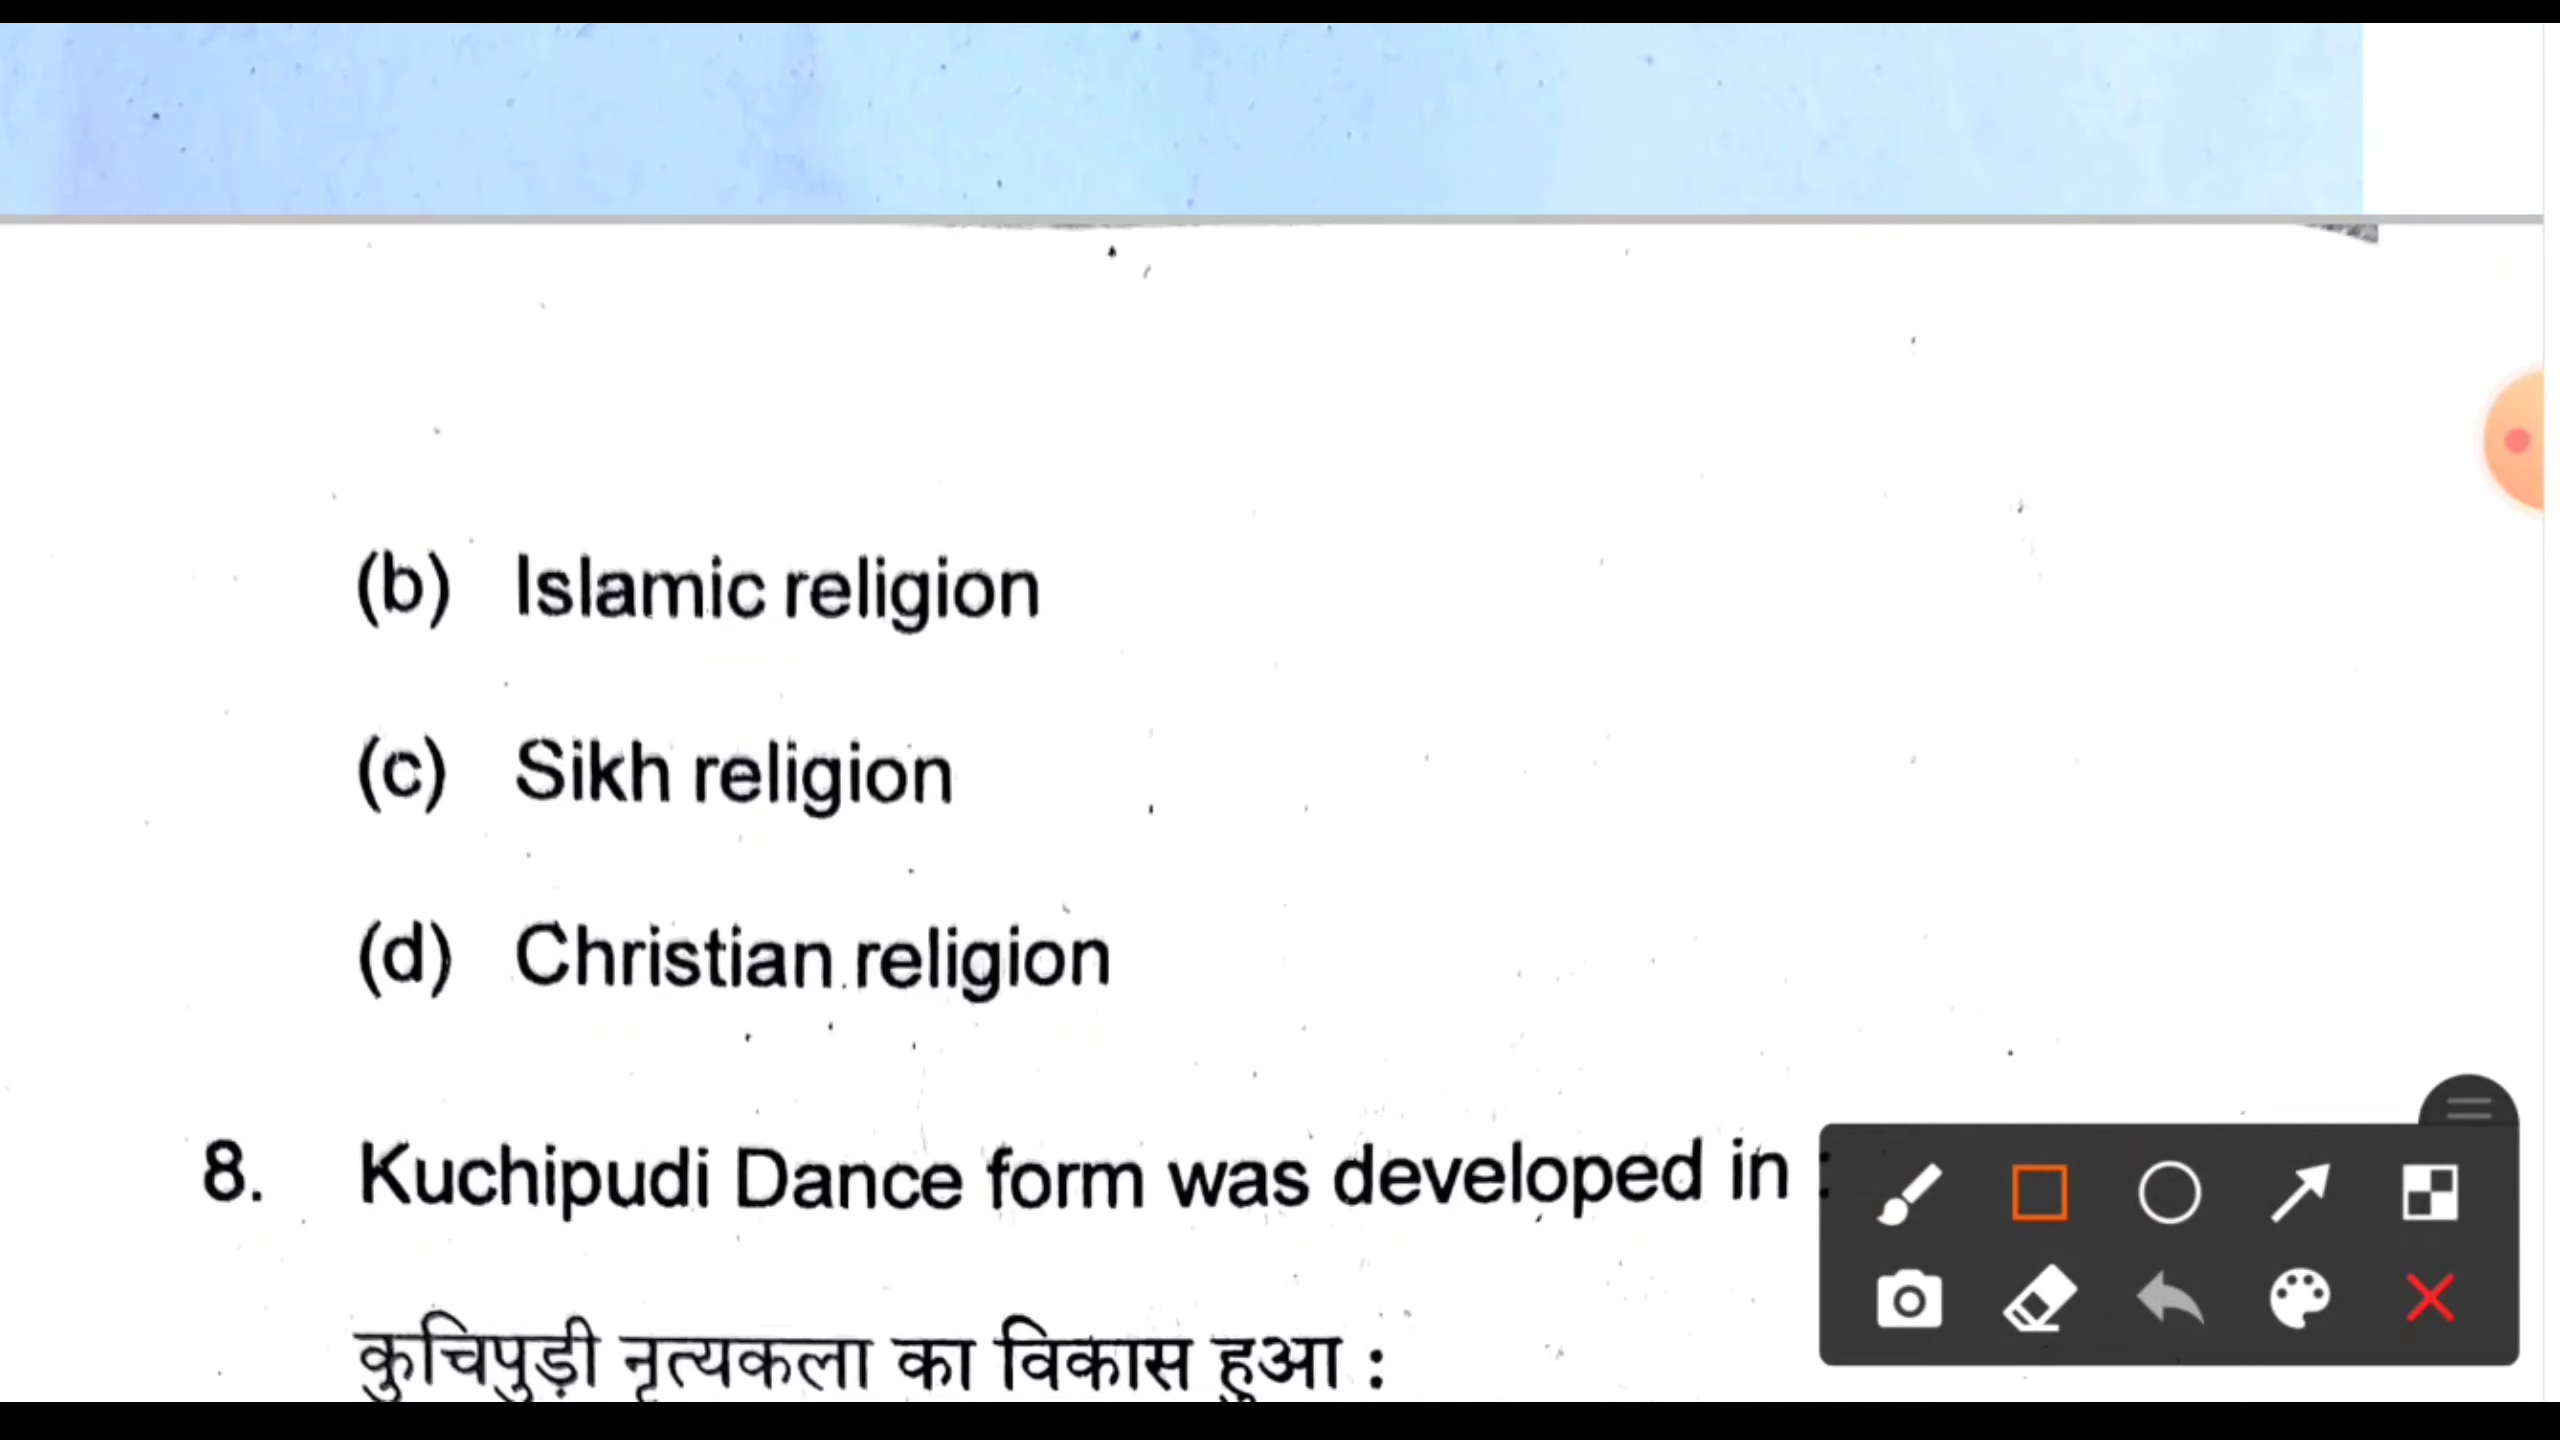 (b) Islamic religion
(c) Sikh religion
(d) Christian religion
8. Kuchipudi Dance form was developed in :
कुचिपुड़ी नृत्यकला का विकास हुआ :